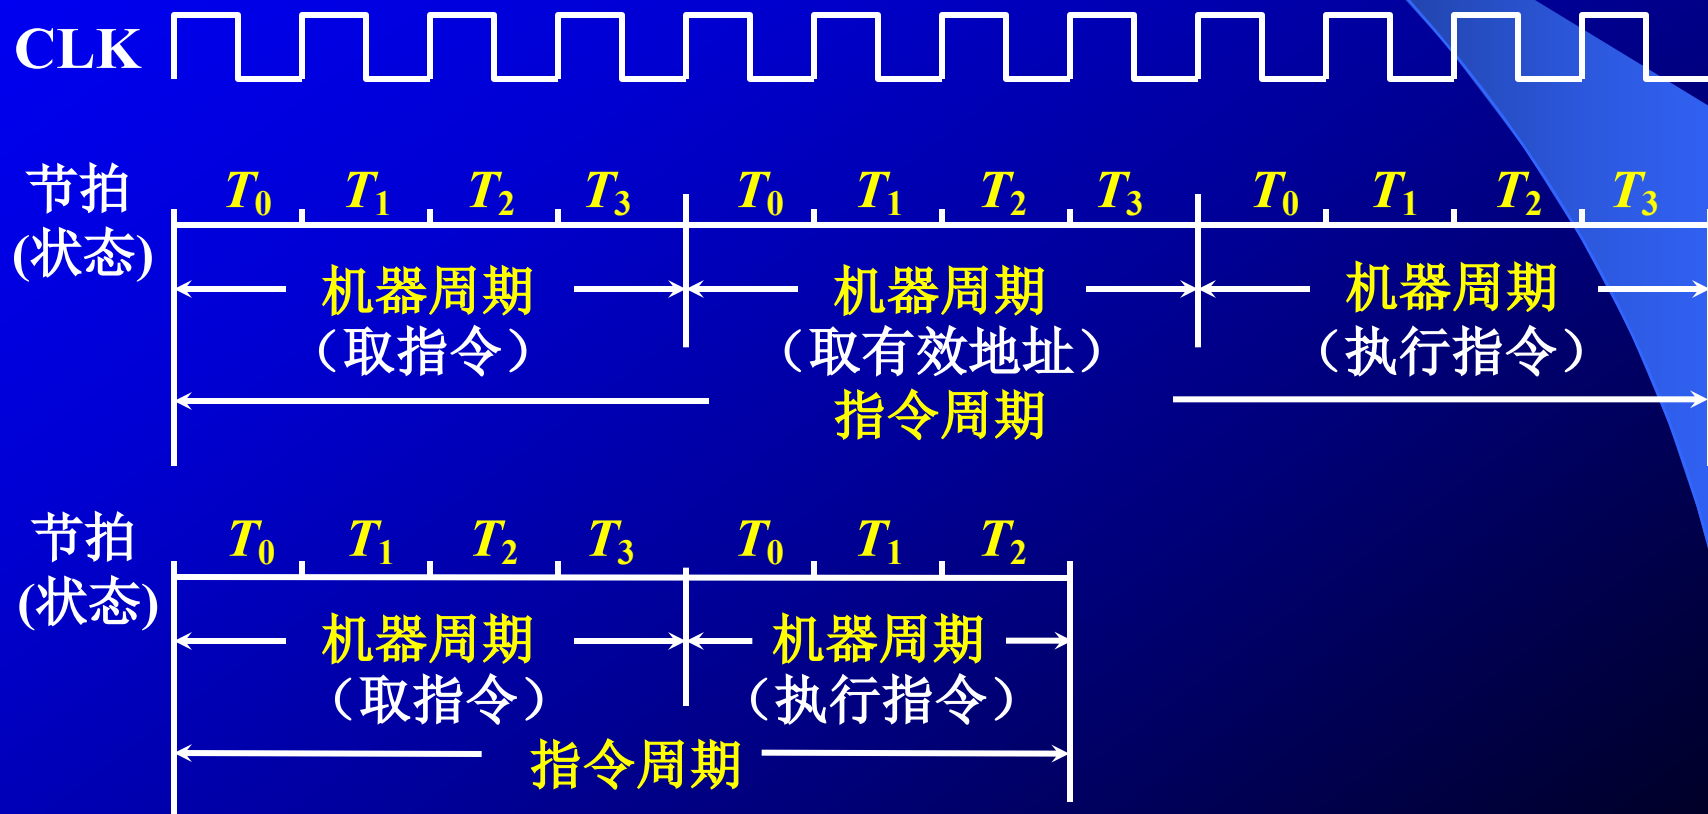 CLK
节拍
(状态)
T0 T1 T2 T3 T0 T1 T2 T3 T0 T1 T2 T3
机器周期 机器周期 机器周期
（取指令） （取有效地址） （执行指令）
指令周期
节拍
(状态)
T0 T1 T2 T3 T0 T1 T2
机器周期 机器周期
（取指令） （执行指令）
指令周期